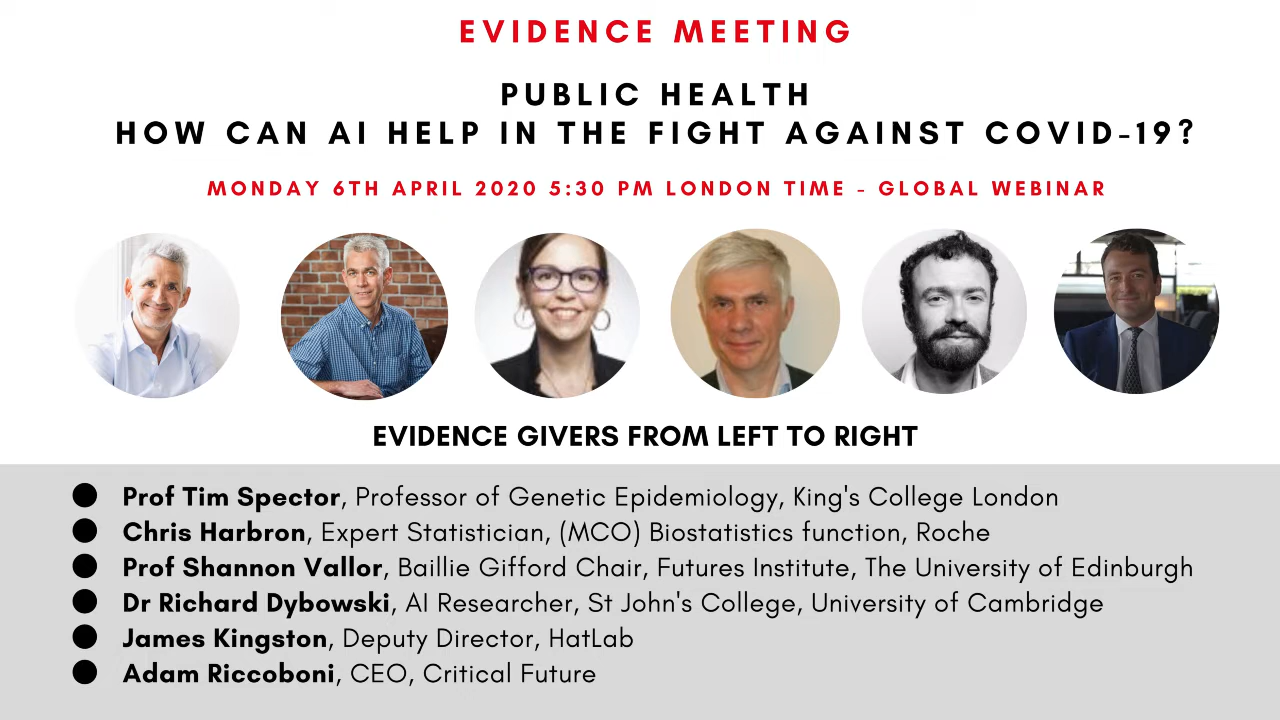 EVIDENCE MEETING
PUBLIC HEALTH
HOW CAN AI HELP IN THE FIGHT AGAINST COVID-19?
MONDAY 6TH APRIL 2020 5:30 PM LONDON TIME - GLOBAL WEBINAR
EVIDENCE GIVERS FROM LEFT TO RIGHT
● Prof Tim Spector, Professor of Genetic Epidemiology, King's College London
● Chris Harbron, Expert Statistician, (MCO) Biostatistics function, Roche
● Prof Shannon Vallor, Baillie Gifford Chair, Futures Institute, The University of Edinburgh
● Dr Richard Dybowski, AI Researcher, St John's College, University of Cambridge
● James Kingston, Deputy Director, HatLab
● Adam Riccoboni, CEO, Critical Future